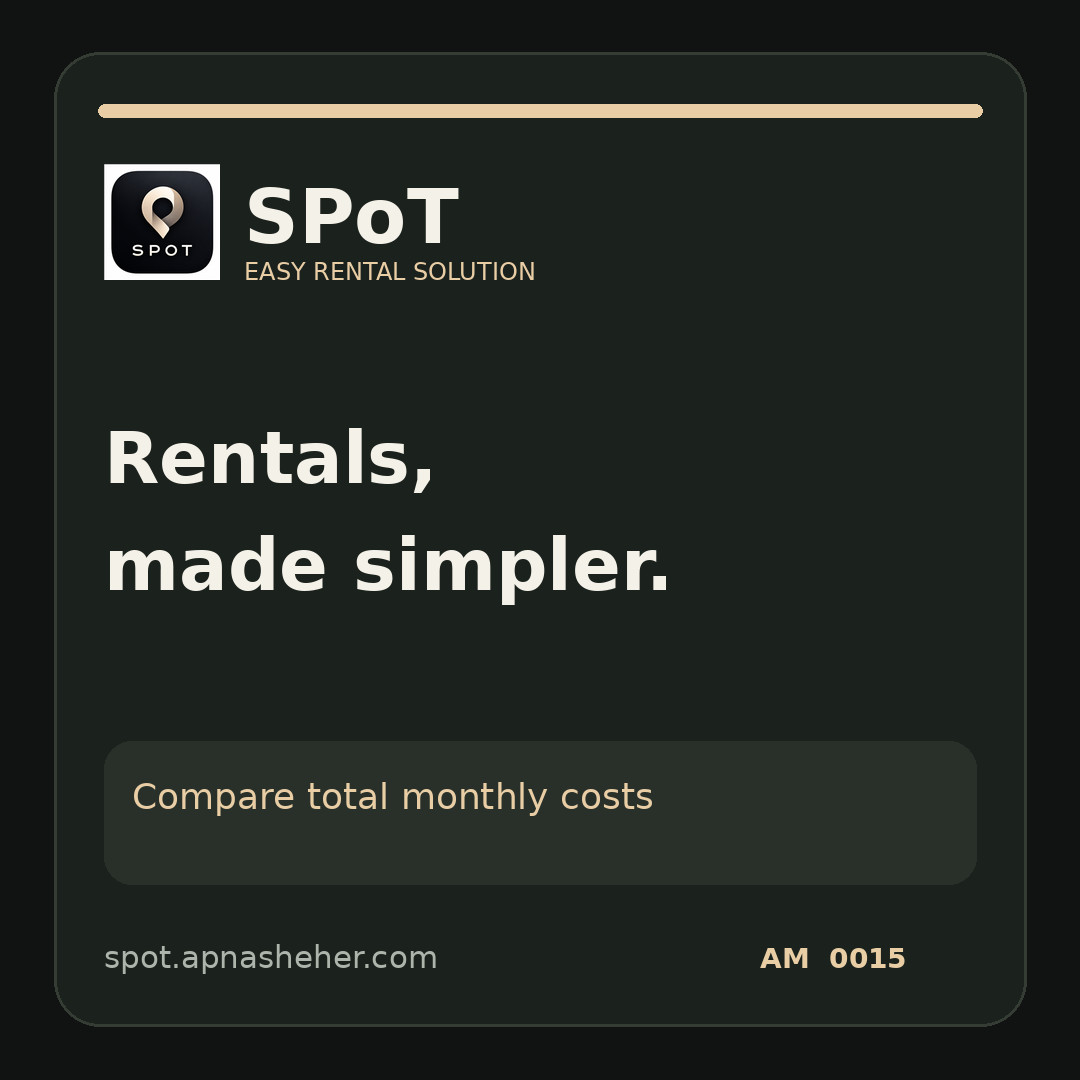 SPOT
SPoT
EASY RENTAL SOLUTION
Rentals,
made simpler.
Compare total monthly costs
spot.apnasheher.com
AM 0015